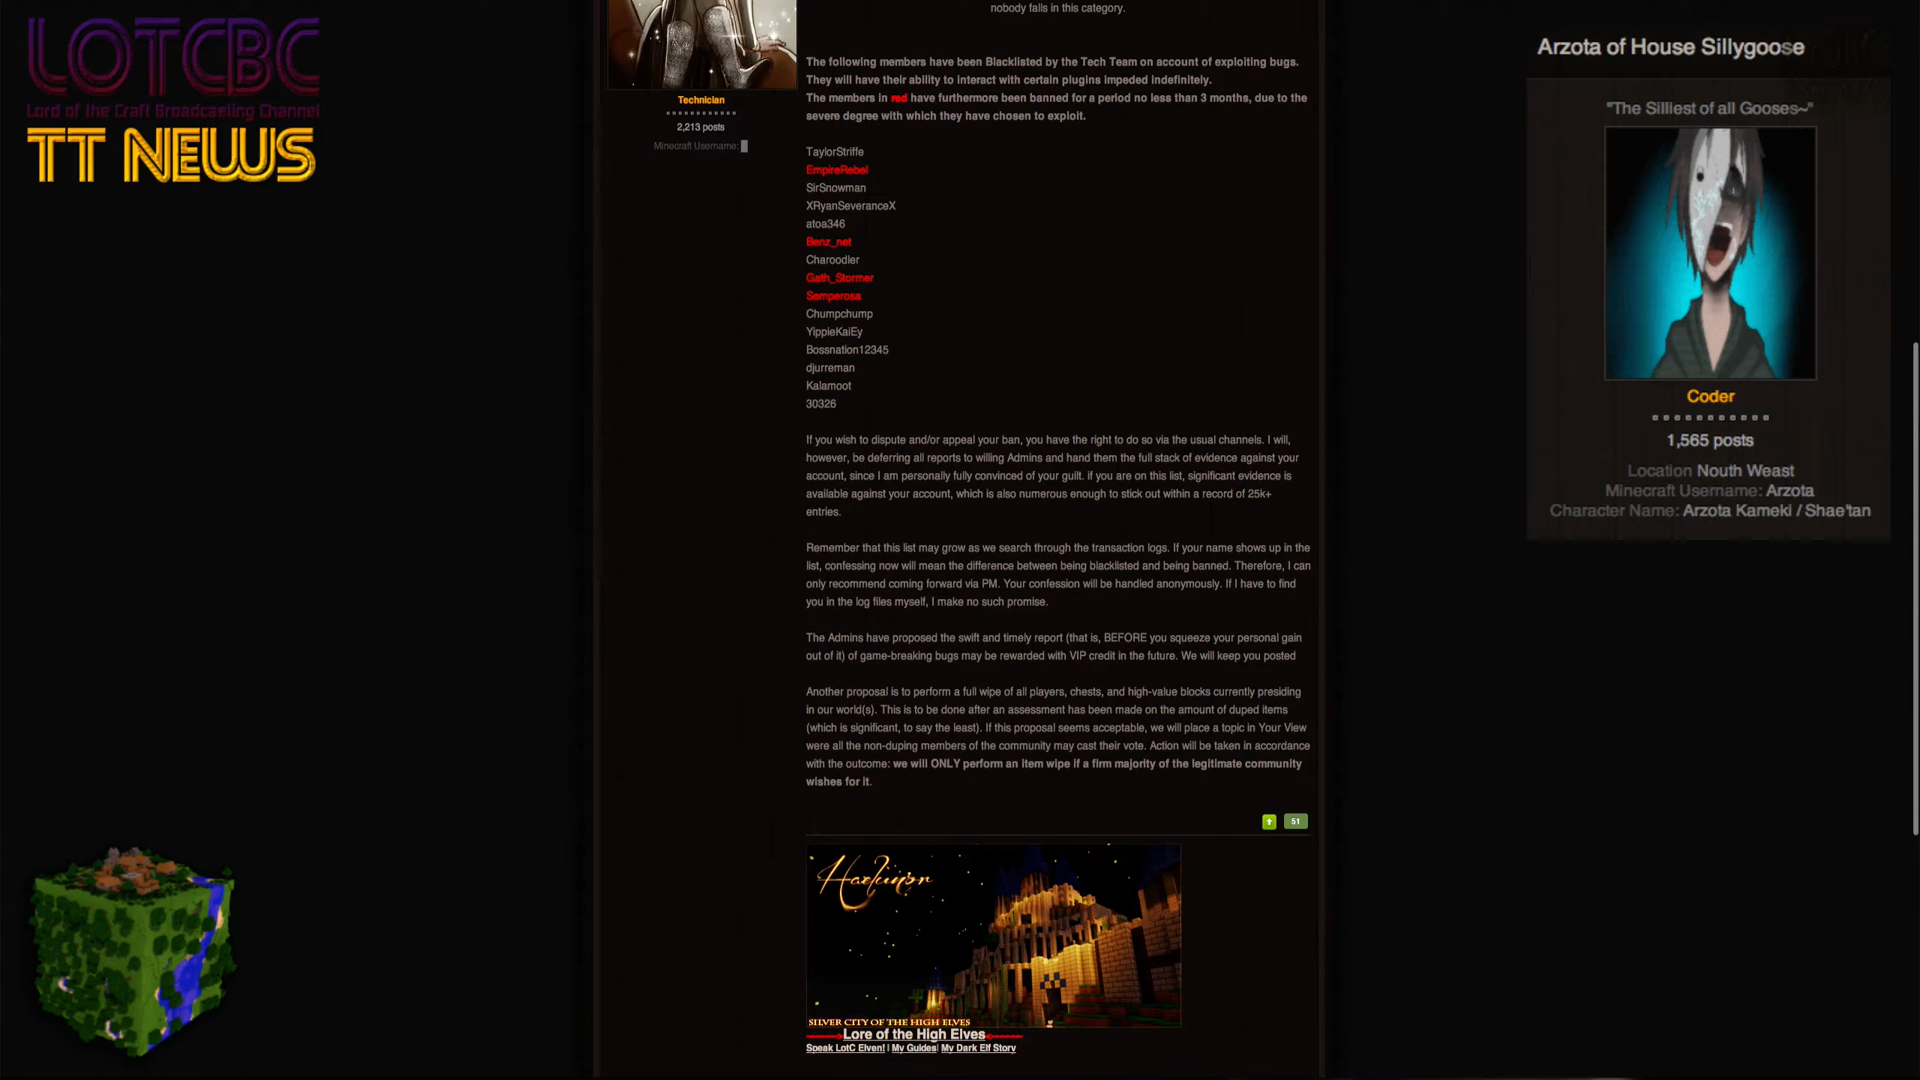 LOTCBC
Lord of the Craft Broadcasting Channel
TT NEWS
nobody falls in this category.
The following members have been Blacklisted by the Tech Team on account of exploiting bugs.
They will have their ability to interact with certain plugins impeded indefinitely.
The members in red have furthermore been banned for a period no less than 3 months, due to the
severe degree with which they have chosen to exploit.
Technician
2,213 posts
Minecraft Username:
TaylorStriffe
EmpireRebel
SirSnowman
XRyanSeveranceX
atoa346
Benz_net
Charoodler
Gath_Stormer
Semperosa
Chumpchump
YippieKaiEy
Bossnation12345
djurreman
Kalamoot
30326
If you wish to dispute and/or appeal your ban, you have the right to do so via the usual channels. I will,
however, be deferring all reports to willing Admins and hand them the full stack of evidence against your
account, since I am personally fully convinced of your guilt. if you are on this list, significant evidence is
available against your account, which is also numerous enough to stick out within a record of 25k+
entries.
Remember that this list may grow as we search through the transaction logs. If your name shows up in the
list, confessing now will mean the difference between being blacklisted and being banned. Therefore, I can
only recommend coming forward via PM. Your confession will be handled anonymously. If I have to find
you in the log files myself, I make no such promise.
The Admins have proposed the swift and timely report (that is, BEFORE you squeeze your personal gain
out of it) of game-breaking bugs may be rewarded with VIP credit in the future. We will keep you posted
Another proposal is to perform a full wipe of all players, chests, and high-value blocks currently presiding
in our world(s). This is to be done after an assessment has been made on the amount of duped items
(which is significant, to say the least). If this proposal seems acceptable, we will place a topic in Your View
were all the non-duping members of the community may cast their vote. Action will be taken in accordance
with the outcome: we will ONLY perform an item wipe if a firm majority of the legitimate community
wishes for it.
51
Haelun'or
SILVER CITY OF THE HIGH ELVES
Lore of the High Elves
Speak LotC Elven! | My Guides | My Dark Elf Story
Arzota of House Sillygoose
"The Silliest of all Gooses~"
Coder
1,565 posts
Location Nouth Weast
Minecraft Username: Arzota
Character Name: Arzota Kameki / Shae'tan